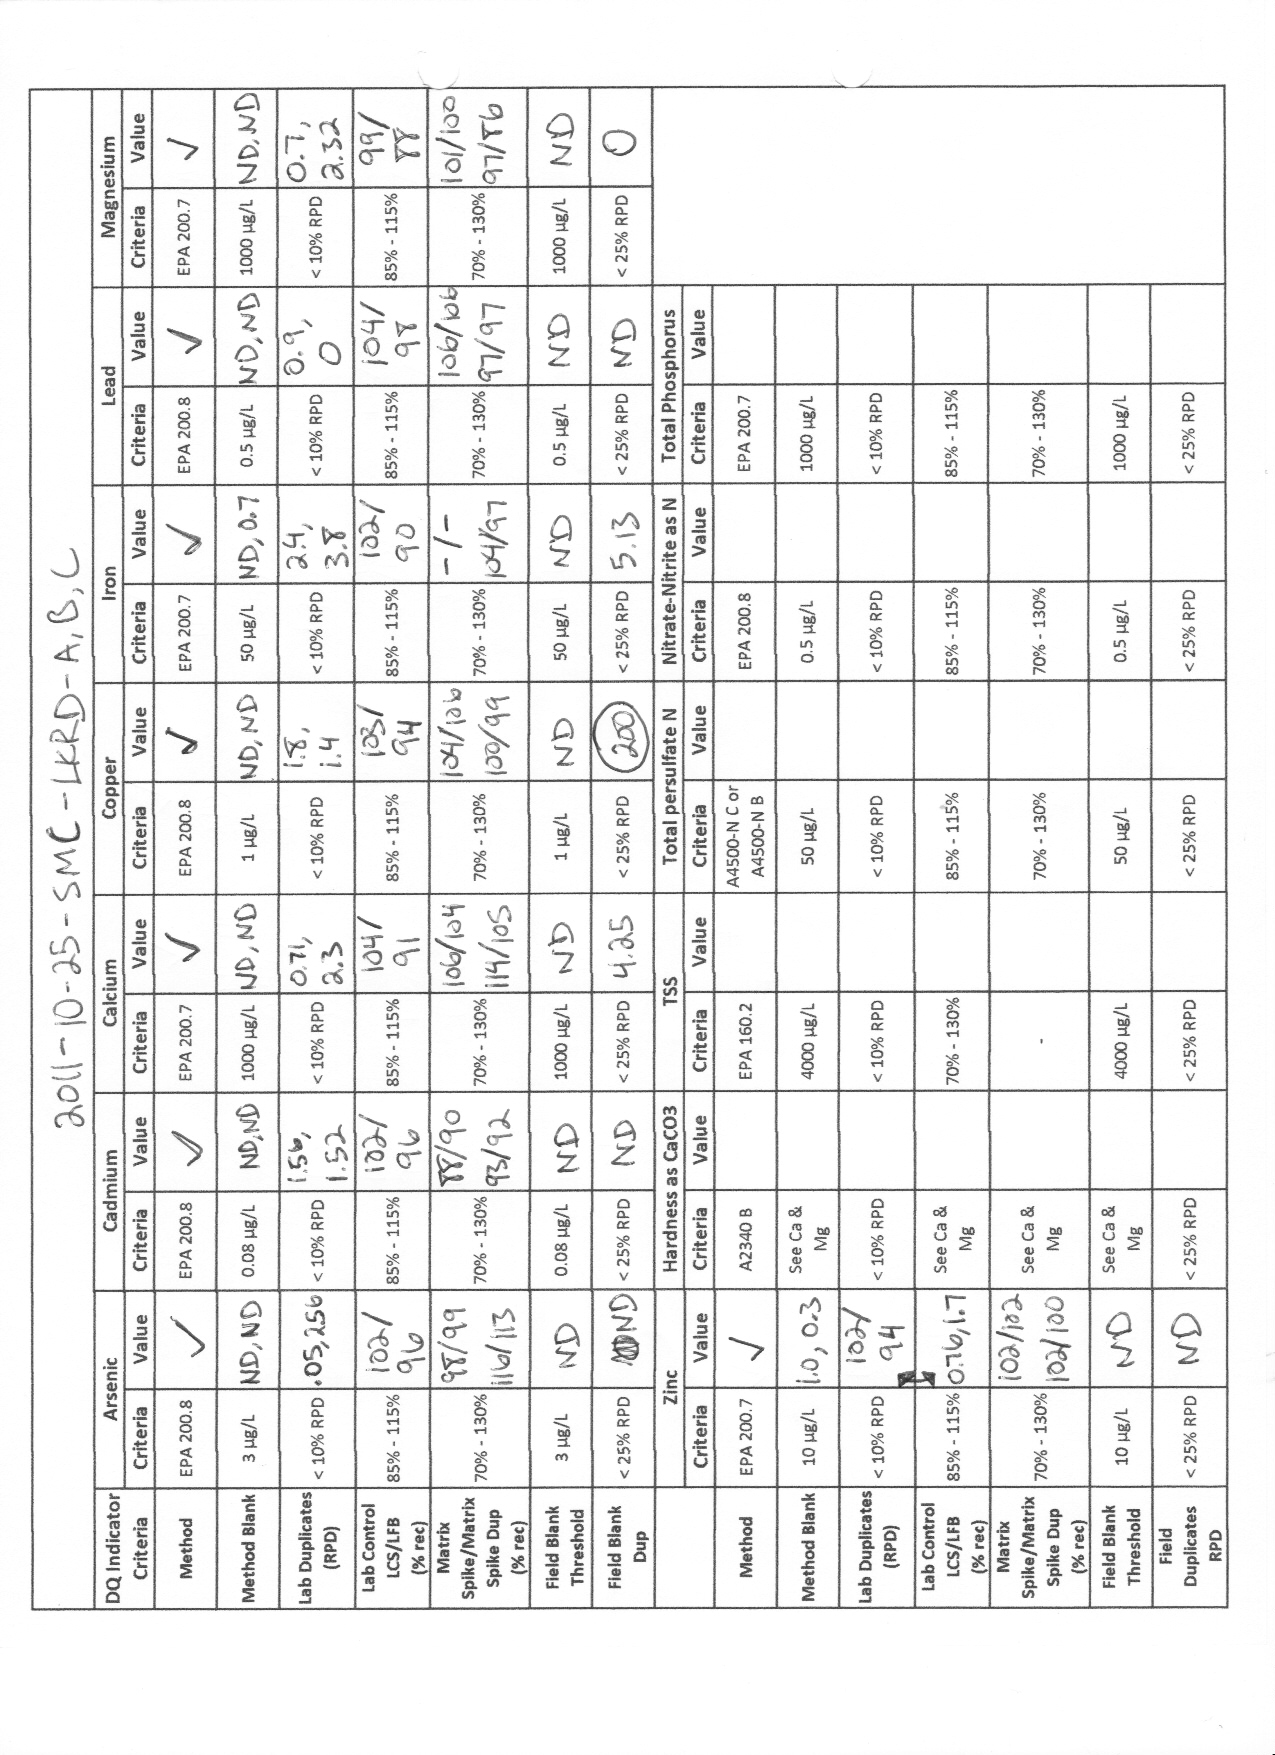 2011-10-25-SMC-LKRD-A,B,C
DQ Indicator Arsenic Cadmium Calcium Copper Iron Lead Magnesium
Criteria Criteria Value Criteria Value Criteria Value Criteria Value Criteria Value Criteria Value Criteria Value
Method EPA 200.8 ✓ EPA 200.8 ✓ EPA 200.7 ✓ EPA 200.8 ✓ EPA 200.7 ✓ EPA 200.8 ✓ EPA 200.7 ✓
Method Blank 3 µg/L ND, ND 0.08 µg/L ND,ND 1000 µg/L ND, ND 1 µg/L ND, ND 50 µg/L ND, 0.7 0.5 µg/L ND, ND 1000 µg/L ND, ND
Lab Duplicates (RPD) < 10% RPD .05,256 < 10% RPD 1.56, 1.52 < 10% RPD 0.71, 2.3 < 10% RPD 1.8, 1.4 < 10% RPD 2.4, 3.8 < 10% RPD 0.9, 0 < 10% RPD 0.7, 2.32
Lab Control LCS/LFB (% rec) 85% - 115% 102/ 96 85% - 115% 102/ 96 85% - 115% 104/ 91 85% - 115% 103/ 94 85% - 115% 102/ 90 85% - 115% 104/ 98 85% - 115% 99/ 88
Matrix Spike/Matrix Spike Dup (% rec) 70% - 130% 98/99 116/113 70% - 130% 88/90 93/92 70% - 130% 106/104 114/105 70% - 130% 104/106 100/99 70% - 130% -/- 104/97 70% - 130% 106/106 97/97 70% - 130% 101/100 97/86
Field Blank Threshold 3 µg/L ND 0.08 µg/L ND 1000 µg/L ND 1 µg/L ND 50 µg/L ND 0.5 µg/L ND 1000 µg/L ND
Field Blank Dup < 25% RPD ND < 25% RPD ND < 25% RPD 4.25 < 25% RPD 200 < 25% RPD 5.13 < 25% RPD ND < 25% RPD 0
Zinc Hardness as CaCO3 TSS Total persulfate N Nitrate-Nitrite as N Total Phosphorus
Criteria Value Criteria Value Criteria Value Criteria Value Criteria Value Criteria Value
Method EPA 200.7 ✓ A2340 B EPA 160.2 A4500-N C or A4500-N B EPA 200.8 EPA 200.7
Method Blank 10 µg/L 1.0, 0.3 See Ca & Mg 4000 µg/L 50 µg/L 0.5 µg/L 1000 µg/L
Lab Duplicates (RPD) < 10% RPD 102/ 94 < 10% RPD < 10% RPD < 10% RPD < 10% RPD < 10% RPD
Lab Control LCS/LFB (% rec) 85% - 115% 0.76, 1.7 See Ca & Mg 70% - 130% 85% - 115% 85% - 115% 85% - 115%
Matrix Spike/Matrix Spike Dup (% rec) 70% - 130% 102/102 102/100 See Ca & Mg - 70% - 130% 70% - 130% 70% - 130%
Field Blank Threshold 10 µg/L ND See Ca & Mg 4000 µg/L 50 µg/L 0.5 µg/L 1000 µg/L
Field Duplicates RPD < 25% RPD ND < 25% RPD < 25% RPD < 25% RPD < 25% RPD < 25% RPD